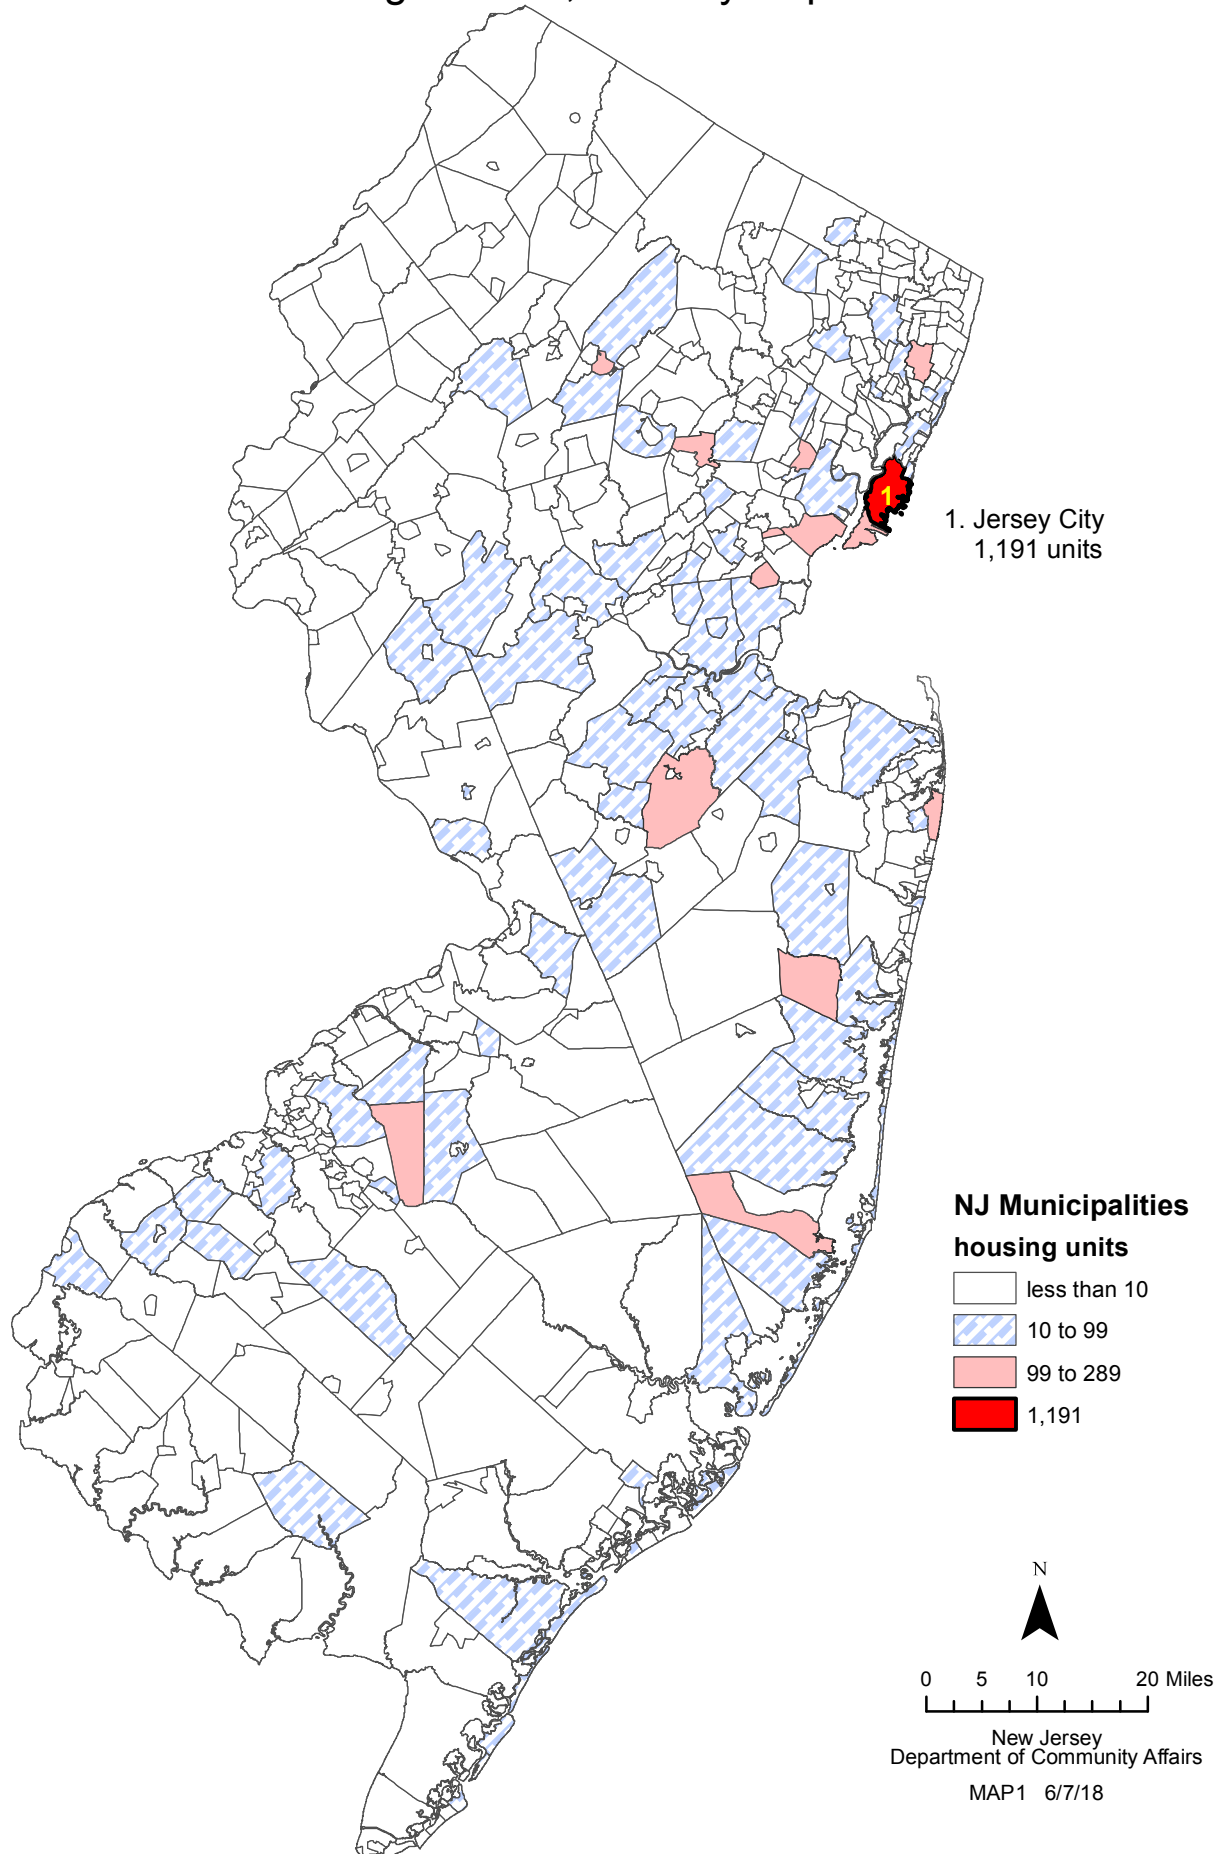 1
1. Jersey City
1,191 units
NJ Municipalities
housing units
less than 10
10 to 99
99 to 289
1,191
N
0 5 10 20 Miles
New Jersey
Department of Community Affairs
MAP1 6/7/18